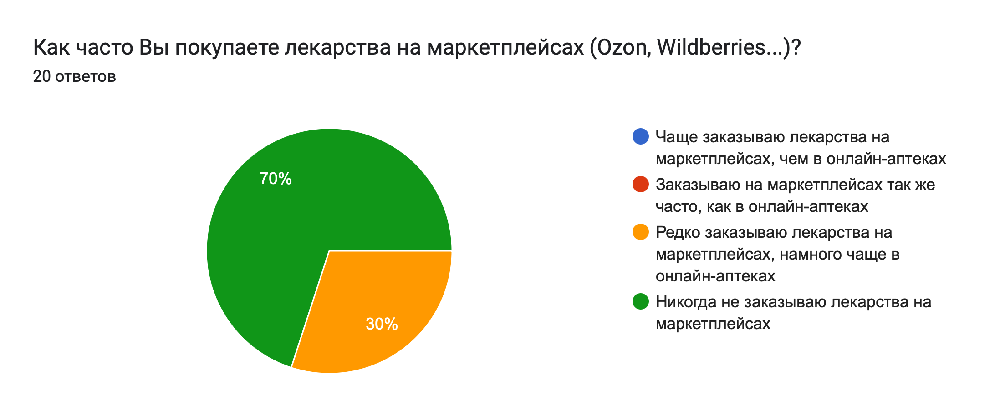 Как часто Вы покупаете лекарства на маркетплейсах (Ozon, Wildberries...)?
20 ответов
70%
30%
Чаще заказываю лекарства на
маркетплейсах, чем в онлайн-аптеках
Заказываю на маркетплейсах так же
часто, как в онлайн-аптеках
Редко заказываю лекарства на
маркетплейсах, намного чаще в
онлайн-аптеках
Никогда не заказываю лекарства на
маркетплейсах